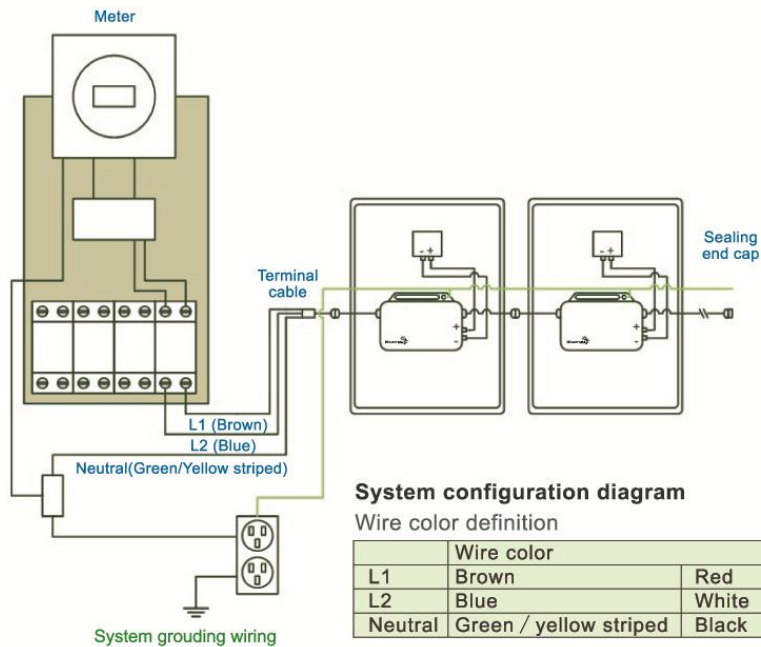 Meter
Terminal
cable
Sealing
end cap
L1 (Brown)
L2 (Blue)
Neutral(Green/Yellow striped)
System grounding wiring
System configuration diagram
Wire color definition
Wire color
L1 Brown Red
L2 Blue White
Neutral Green / yellow striped Black